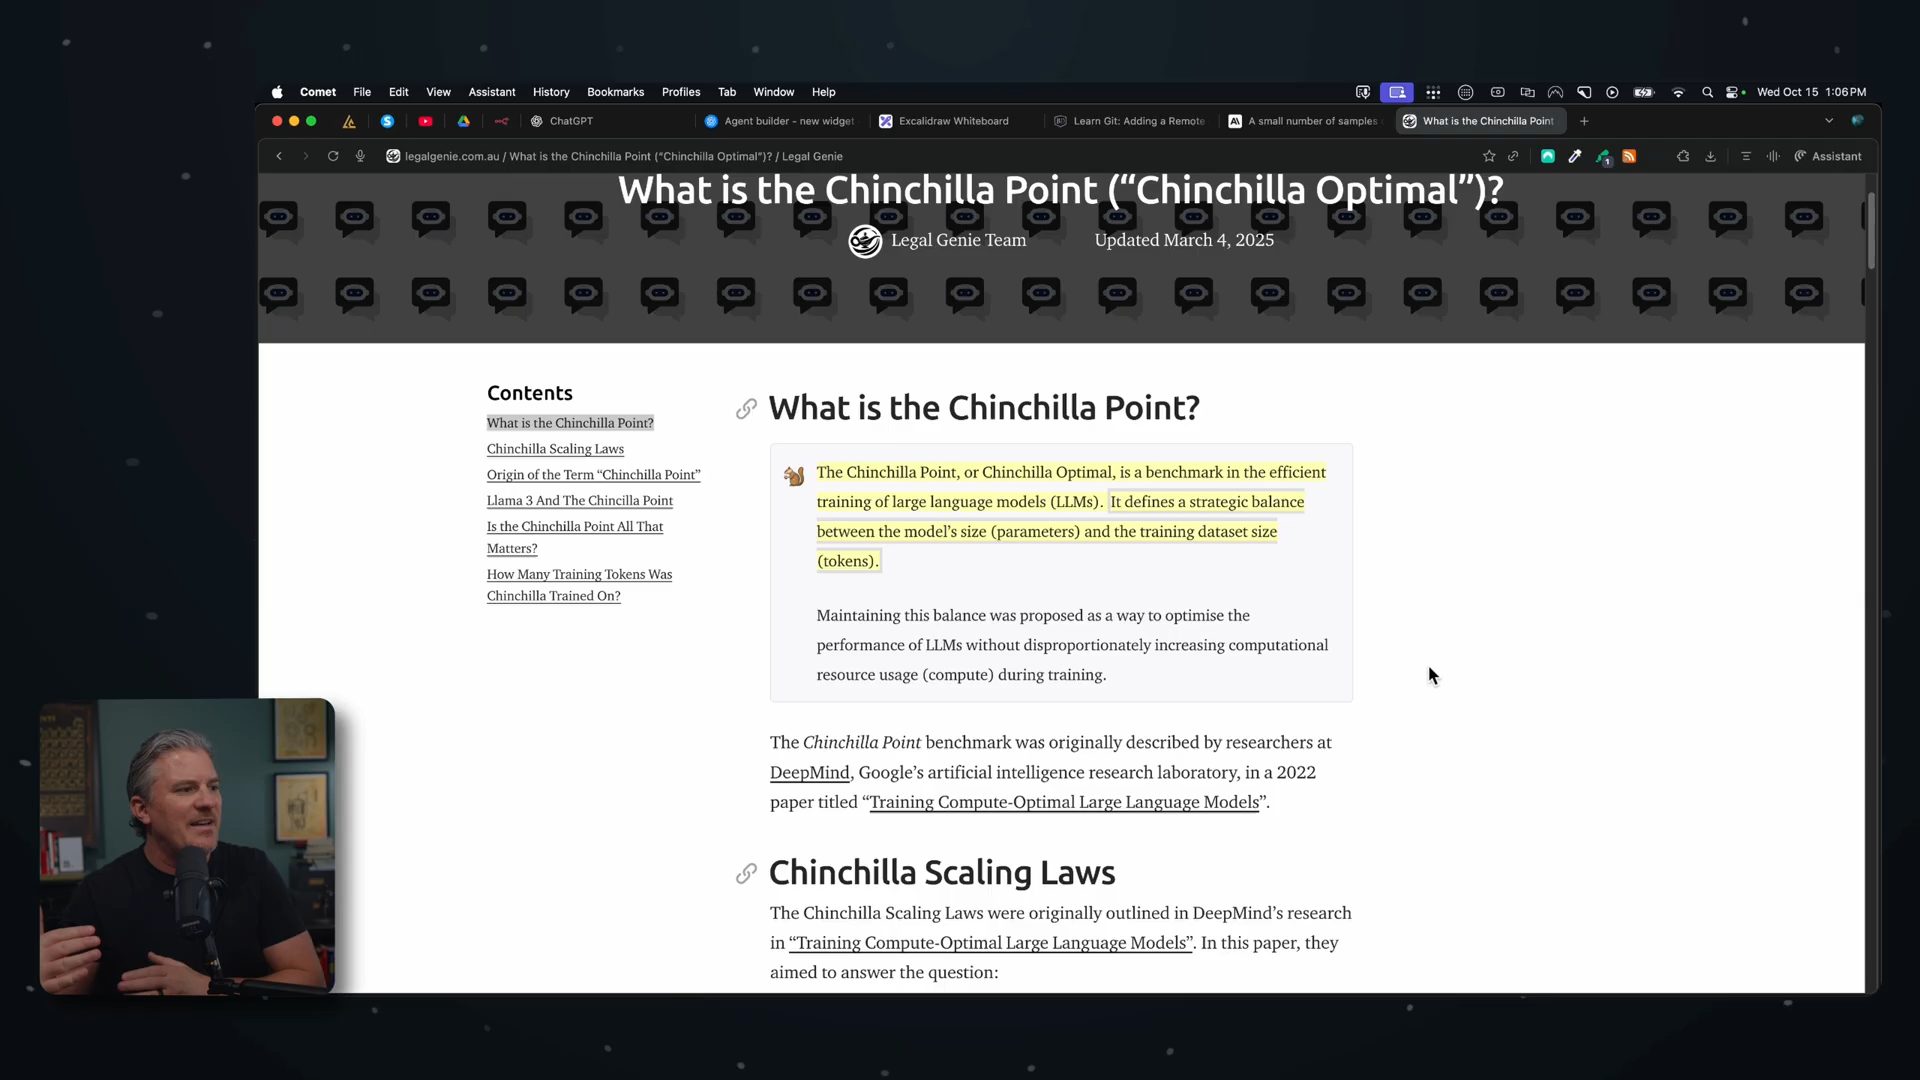 Comet File Edit View Assistant History Bookmarks Profiles Tab Window Help Wed Oct 15 1:06 PM
ChatGPT Agent builder - new widget Excalidraw Whiteboard Learn Git: Adding a Remote A small number of samples What is the Chinchilla Point
legalgenie.com.au / What is the Chinchilla Point (“Chinchilla Optimal”)? / Legal Genie Assistant
What is the Chinchilla Point (“Chinchilla Optimal”)?
Legal Genie Team Updated March 4, 2025
Contents
What is the Chinchilla Point?
Chinchilla Scaling Laws
Origin of the Term “Chinchilla Point”
Llama 3 And The Chincilla Point
Is the Chinchilla Point All That
Matters?
How Many Training Tokens Was
Chinchilla Trained On?
What is the Chinchilla Point?
The Chinchilla Point, or Chinchilla Optimal, is a benchmark in the efficient
training of large language models (LLMs). It defines a strategic balance
between the model’s size (parameters) and the training dataset size
(tokens).
Maintaining this balance was proposed as a way to optimise the
performance of LLMs without disproportionately increasing computational
resource usage (compute) during training.
The Chinchilla Point benchmark was originally described by researchers at
DeepMind, Google’s artificial intelligence research laboratory, in a 2022
paper titled “Training Compute-Optimal Large Language Models”.
Chinchilla Scaling Laws
The Chinchilla Scaling Laws were originally outlined in DeepMind’s research
in “Training Compute-Optimal Large Language Models”. In this paper, they
aimed to answer the question: